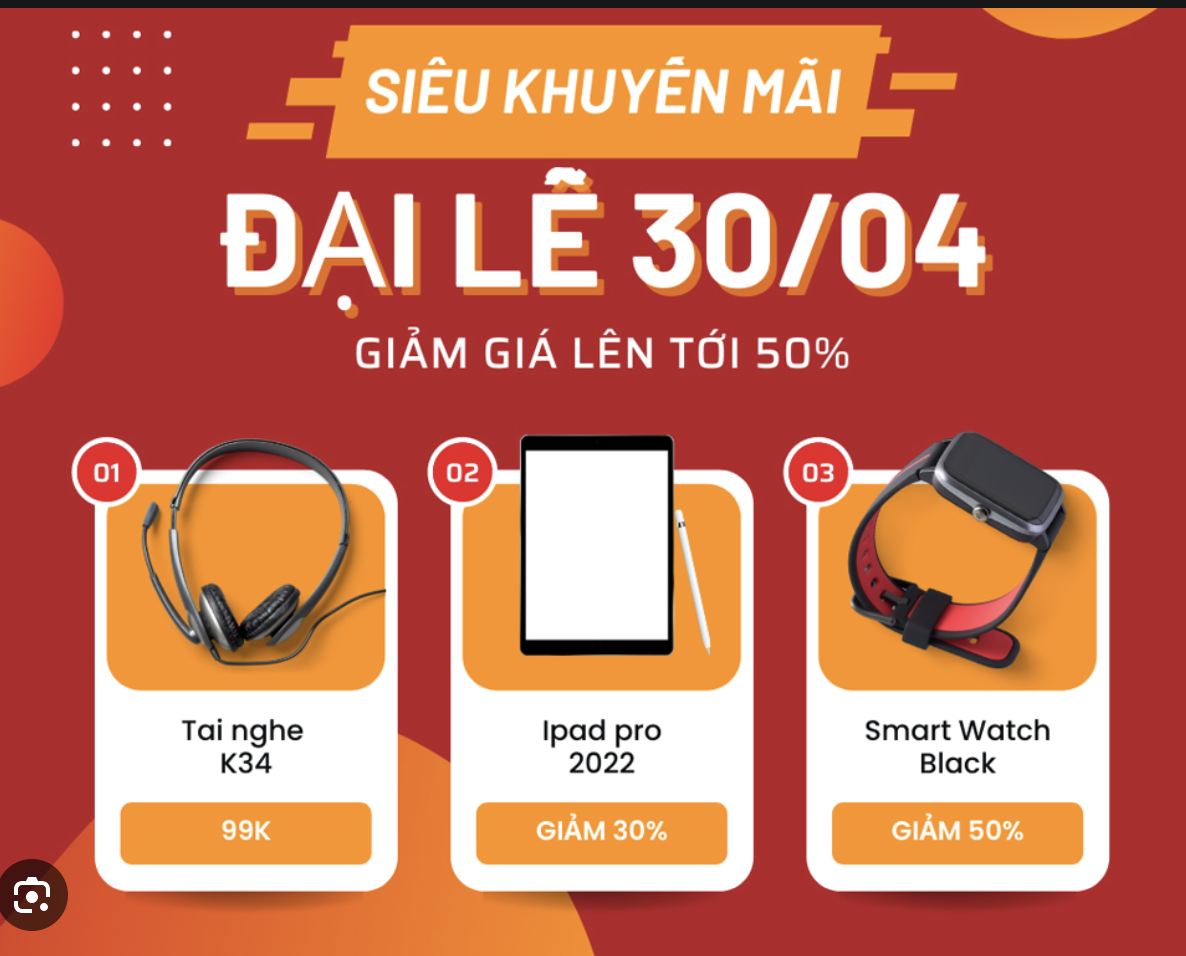 SIÊU KHUYẾN MÃI
ĐẠI LỄ 30/04
GIẢM GIÁ LÊN TỚI 50%
01
02
03
Tai nghe
K34
Ipad pro
2022
Smart Watch
Black
99K
GIẢM 30%
GIẢM 50%